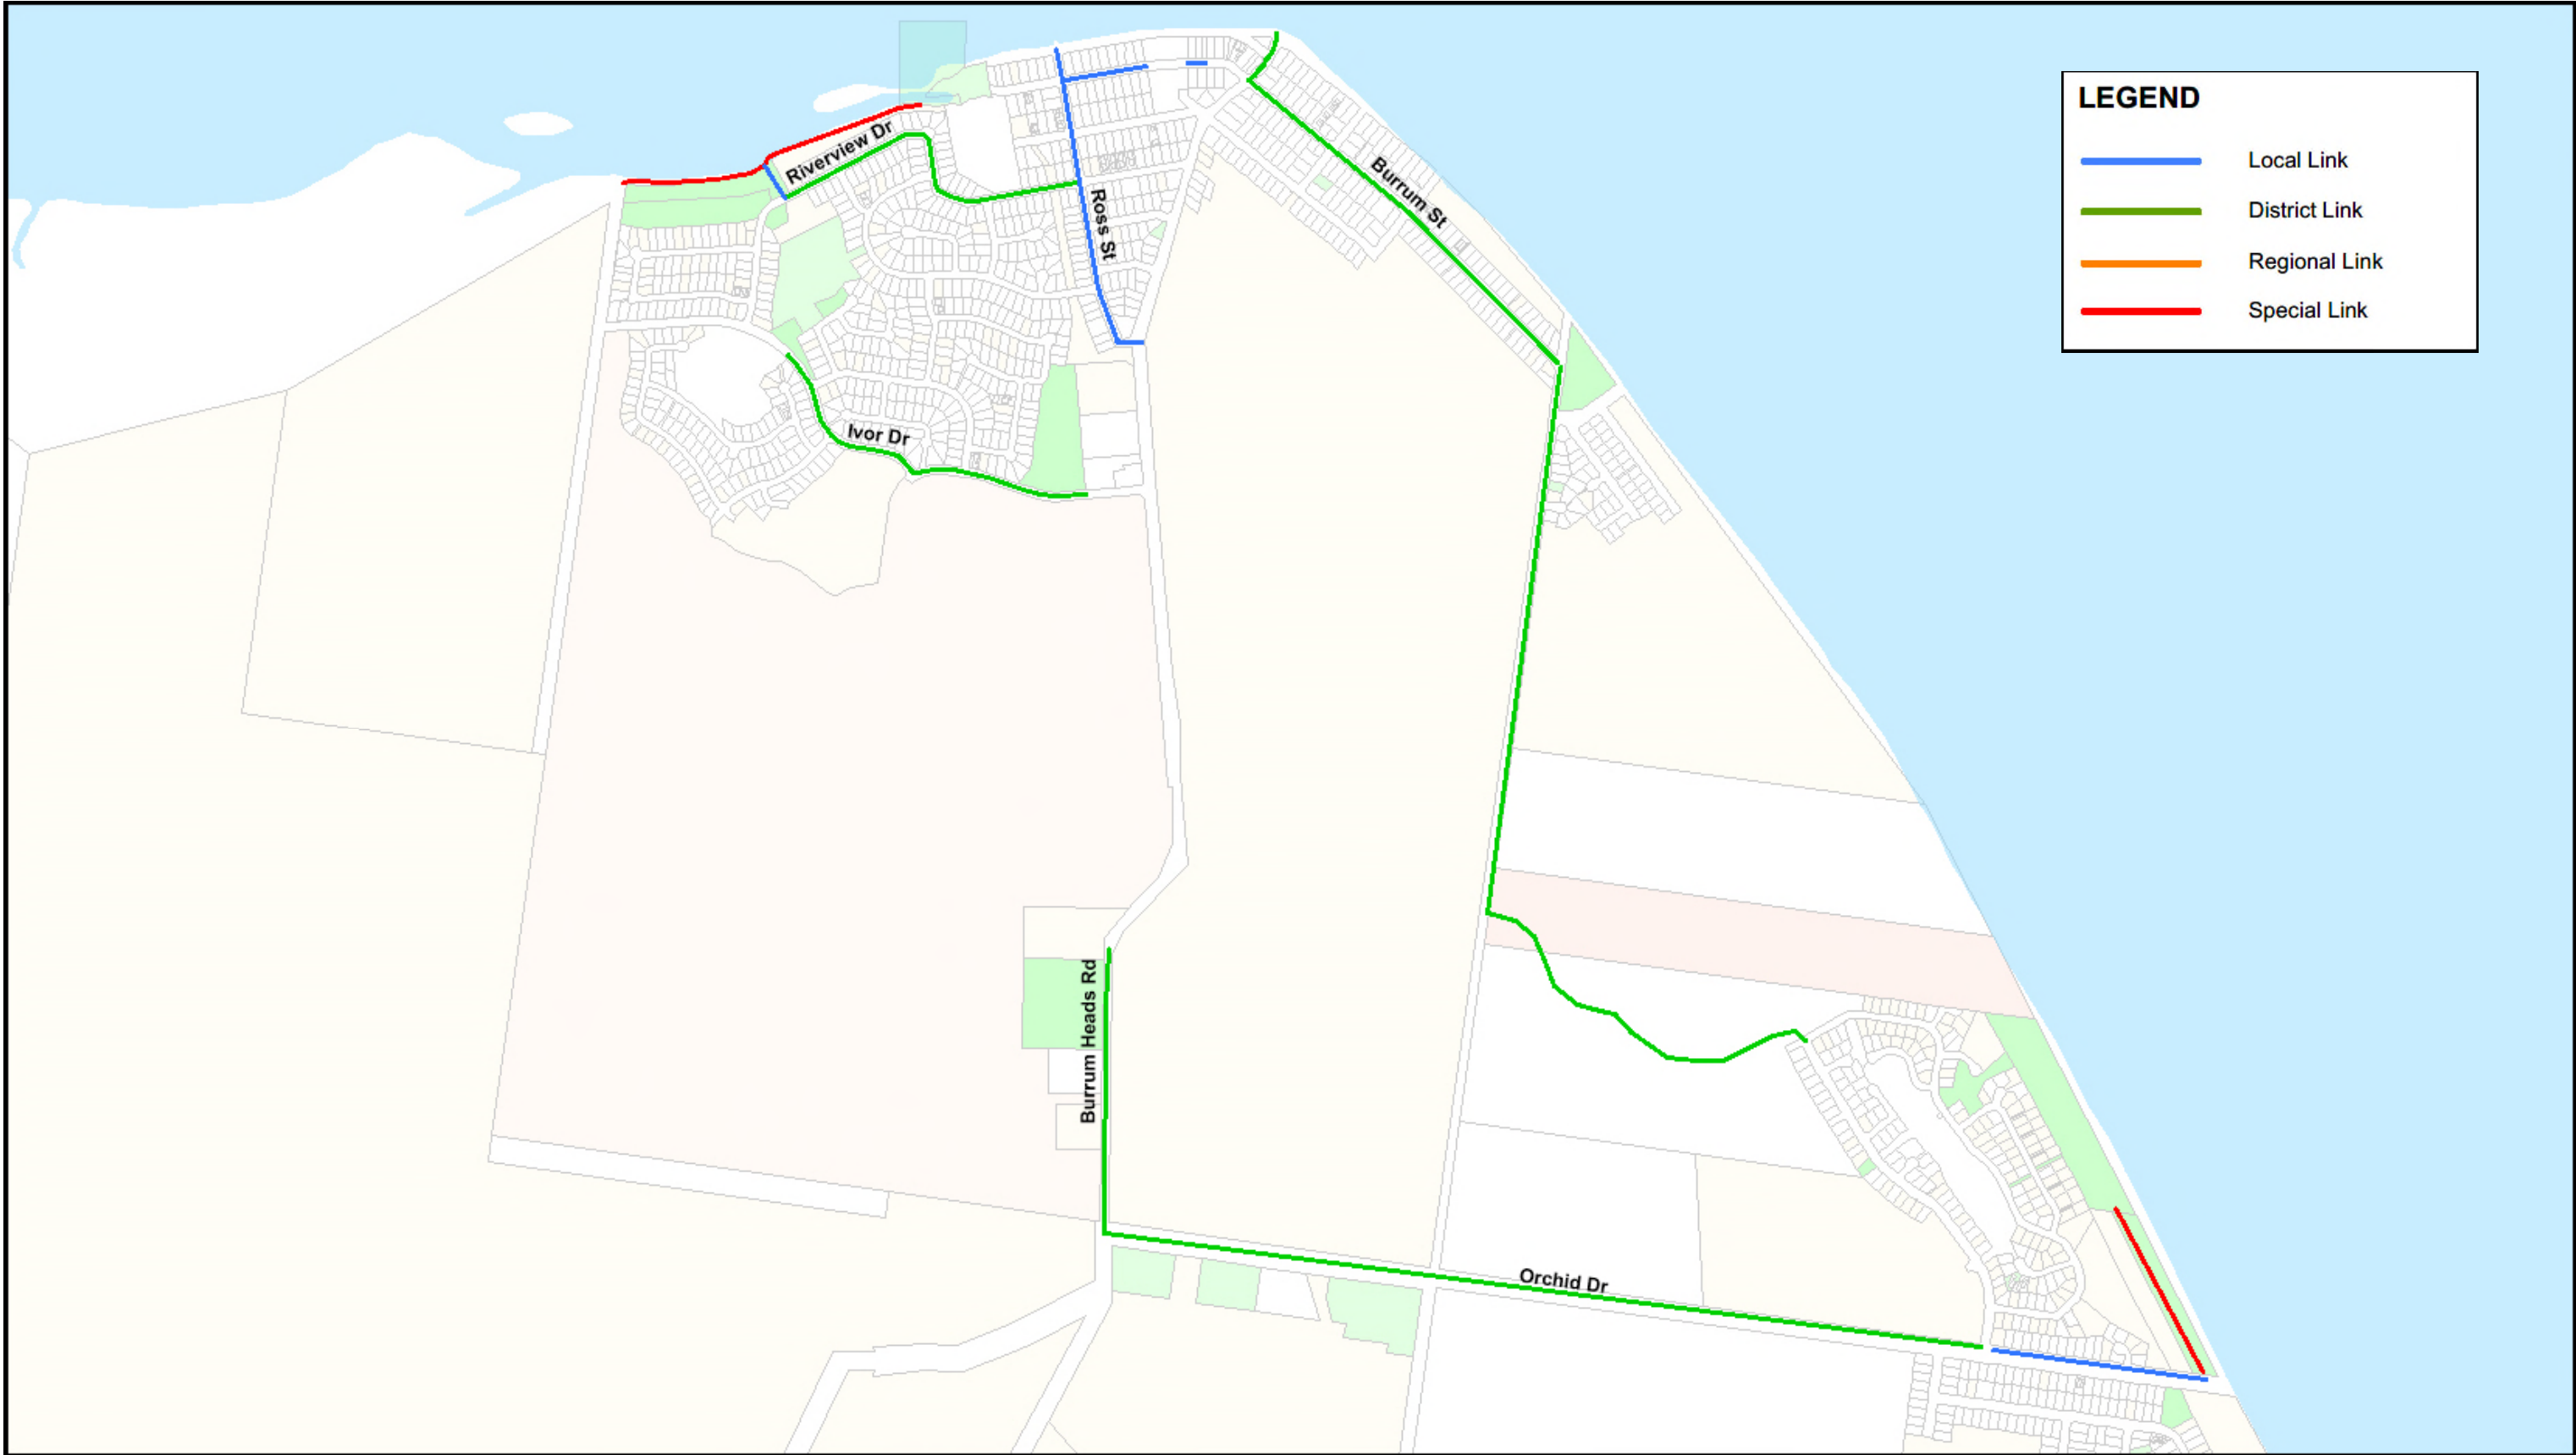 LEGEND
Local Link
District Link
Regional Link
Special Link
Riverview Dr
Ross St
Burrum St
Ivor Dr
Burrum Heads Rd
Orchid Dr